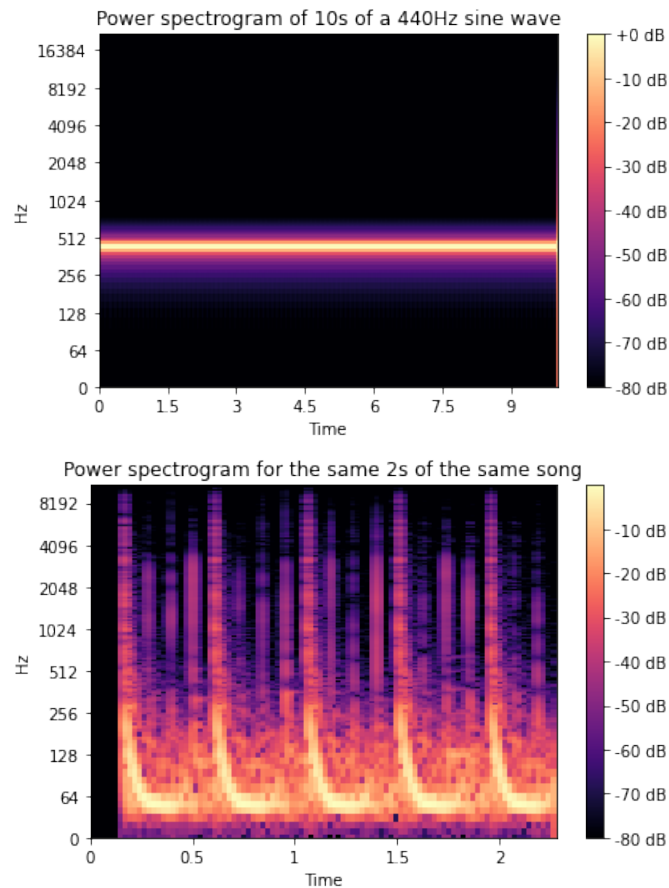 Power spectrogram of 10s of a 440Hz sine wave
16384
8192
4096
2048
1024
512
256
128
64
0
Hz
0 1.5 3 4.5 6 7.5 9
Time
+0 dB
-10 dB
-20 dB
-30 dB
-40 dB
-50 dB
-60 dB
-70 dB
-80 dB
Power spectrogram for the same 2s of the same song
8192
4096
2048
1024
512
256
128
64
0
Hz
0 0.5 1 1.5 2
Time
-10 dB
-20 dB
-30 dB
-40 dB
-50 dB
-60 dB
-70 dB
-80 dB